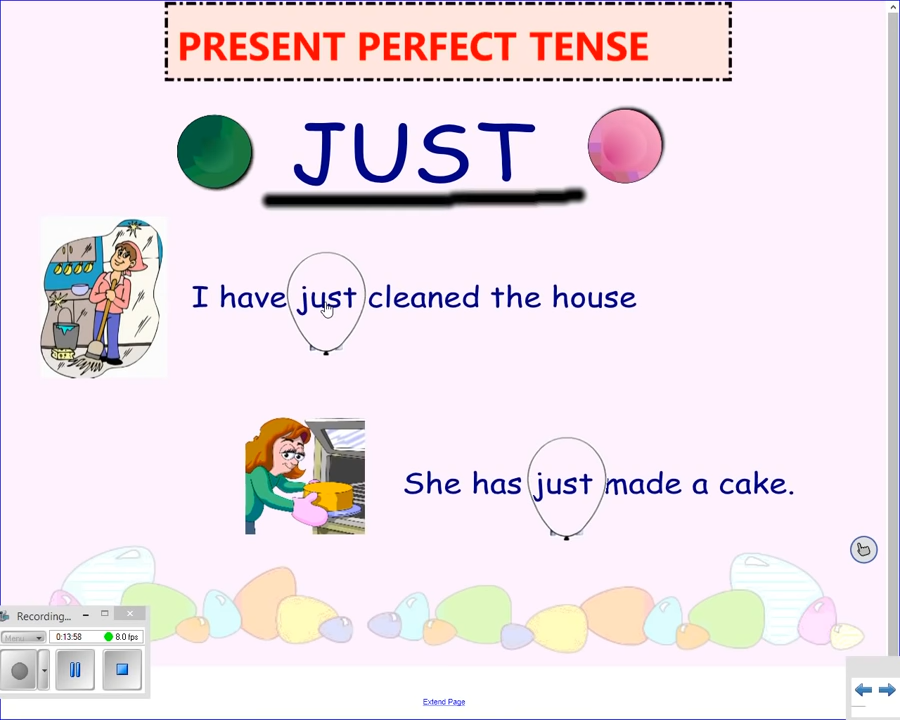 PRESENT PERFECT TENSE
JUST
I have just cleaned the house
She has just made a cake.
Recording...
Menu
0:13:58
8.0 fps
Extend Page